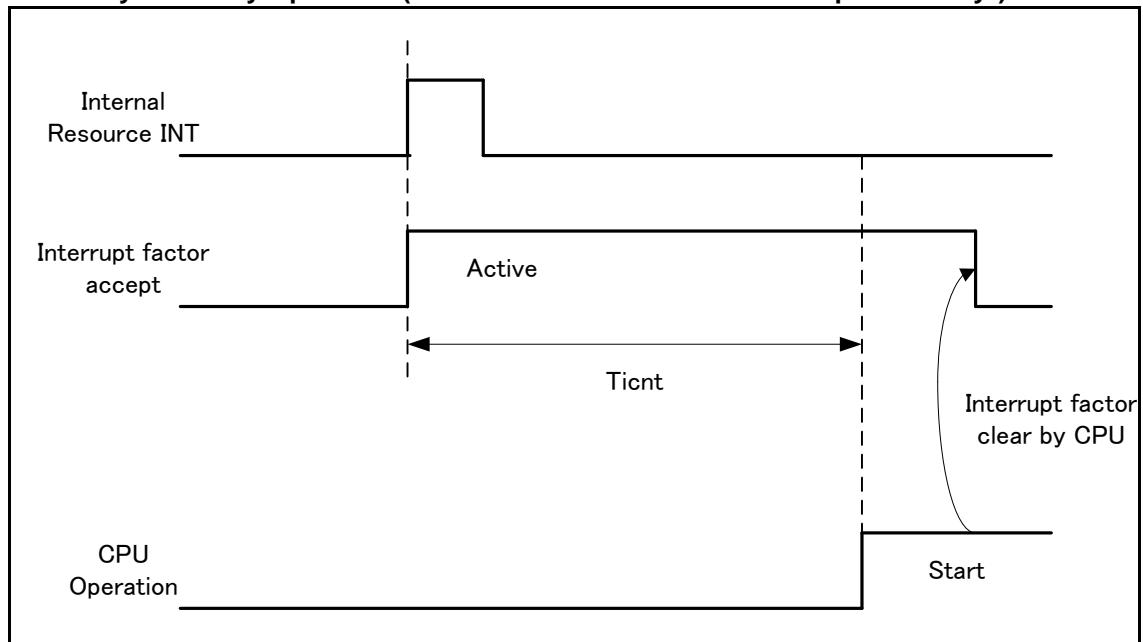 Internal
Resource INT
Interrupt factor
accept
Active
Ticnt
Interrupt factor
clear by CPU
CPU
Operation
Start